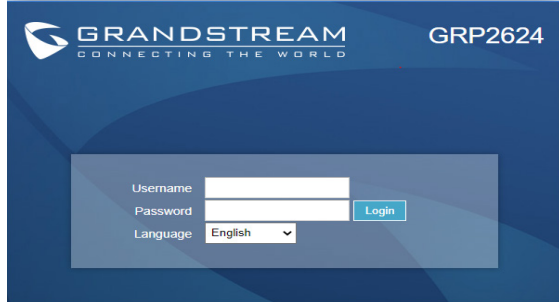 GRANDSTREAM GRP2624
CONNECTING THE WORLD
Username
Password Login
Language English